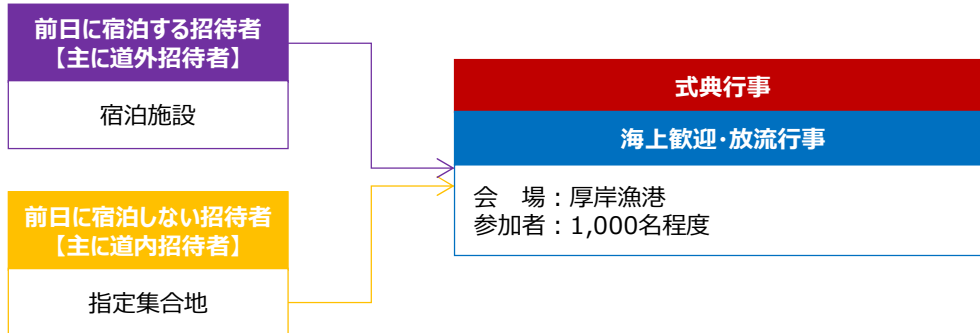 前日に宿泊する招待者
【主に道外招待者】
宿泊施設
前日に宿泊しない招待者
【主に道内招待者】
指定集合地
式典行事
海上歓迎・放流行事
会　場：厚岸漁港
参加者：1,000名程度